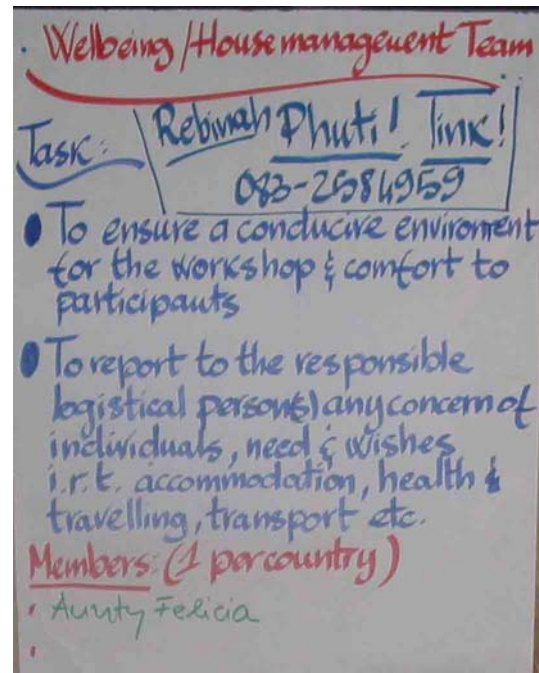 Welbeing/House management Team
Task: Rebinah Phuti! Tink!
083-2584959
To ensure a conducive enviroment
for the workshop & comfort to
participants
To report to the responsible
logistical person(s) any concern of
individuals, need & wishes
i.r.t. accommodation, health &
travelling, transport etc.
Members: (1 per country)
Aunty Felicia